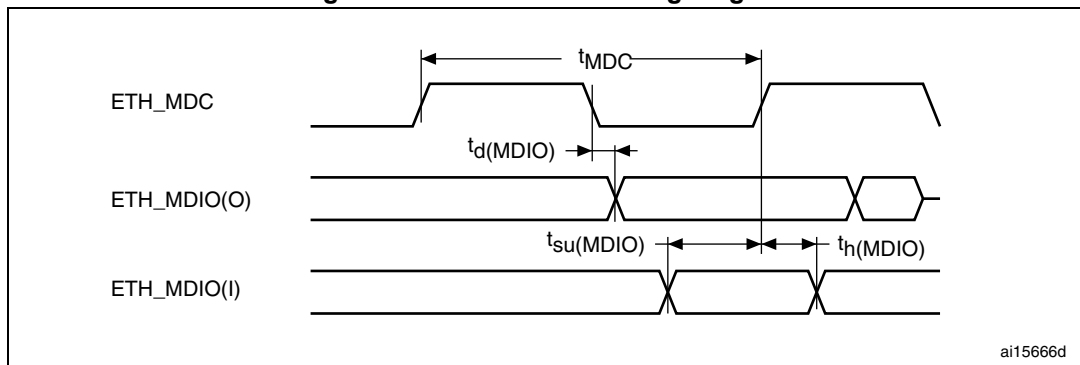 ETH_MDC
tMDC
td(MDIO)
ETH_MDIO(O)
tsu(MDIO)
th(MDIO)
ETH_MDIO(I)
ai15666d